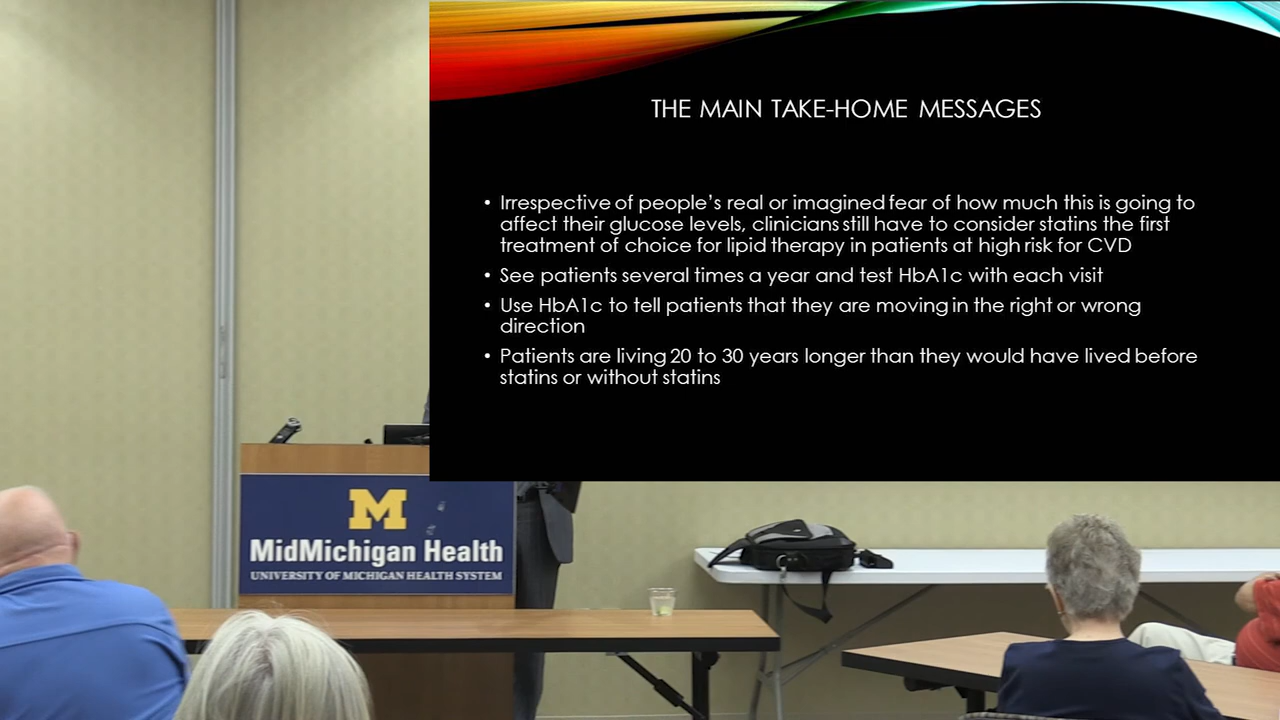 THE MAIN TAKE-HOME MESSAGES
• Irrespective of people's real or imagined fear of how much this is going to
affect their glucose levels, clinicians still have to consider statins the first
treatment of choice for lipid therapy in patients at high risk for CVD
• See patients several times a year and test HbA1c with each visit
• Use HbA1c to tell patients that they are moving in the right or wrong
direction
• Patients are living 20 to 30 years longer than they would have lived before
statins or without statins
M
MidMichigan Health
UNIVERSITY OF MICHIGAN HEALTH SYSTEM